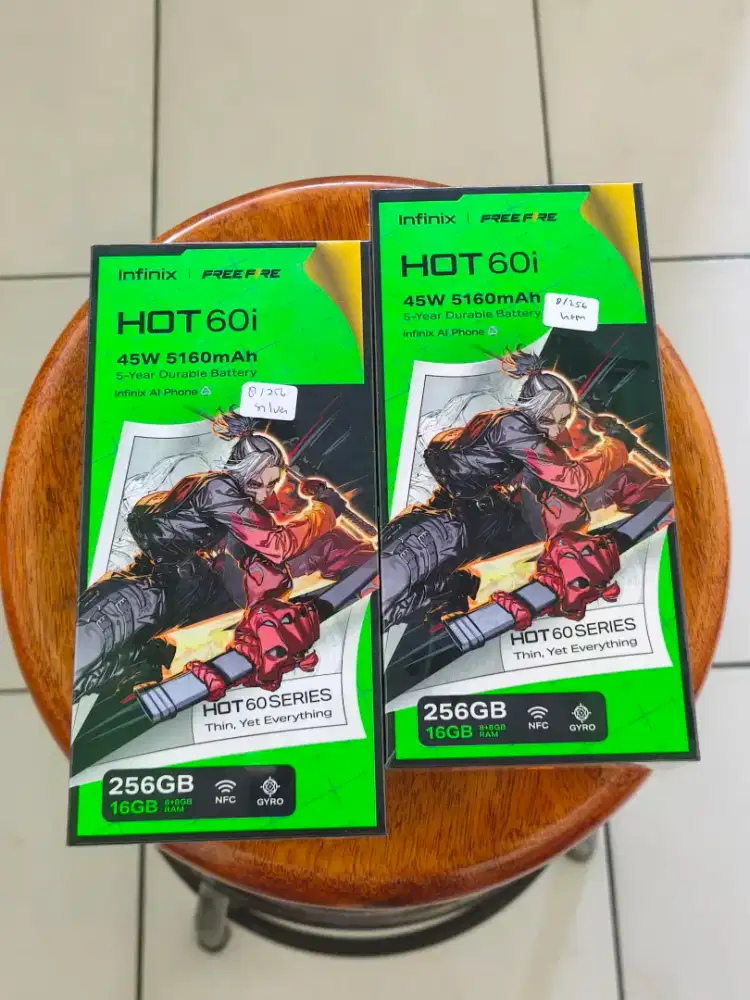 Infinix | FREE FIRE
HOT 60i
45W 5160mAh
5-Year Durable Battery
Infinix AI Phone
8/256
silver
HOT 60 SERIES
Thin, Yet Everything
256GB
16GB 8+8GB RAM
NFC
GYRO
Infinix | FREE FIRE
HOT 60i
45W 5160mAh
5-Year Durable Battery
Infinix AI Phone
8/256
HOT 60 SERIES
Thin, Yet Everything
256GB
16GB 8+8GB RAM
NFC
GYRO